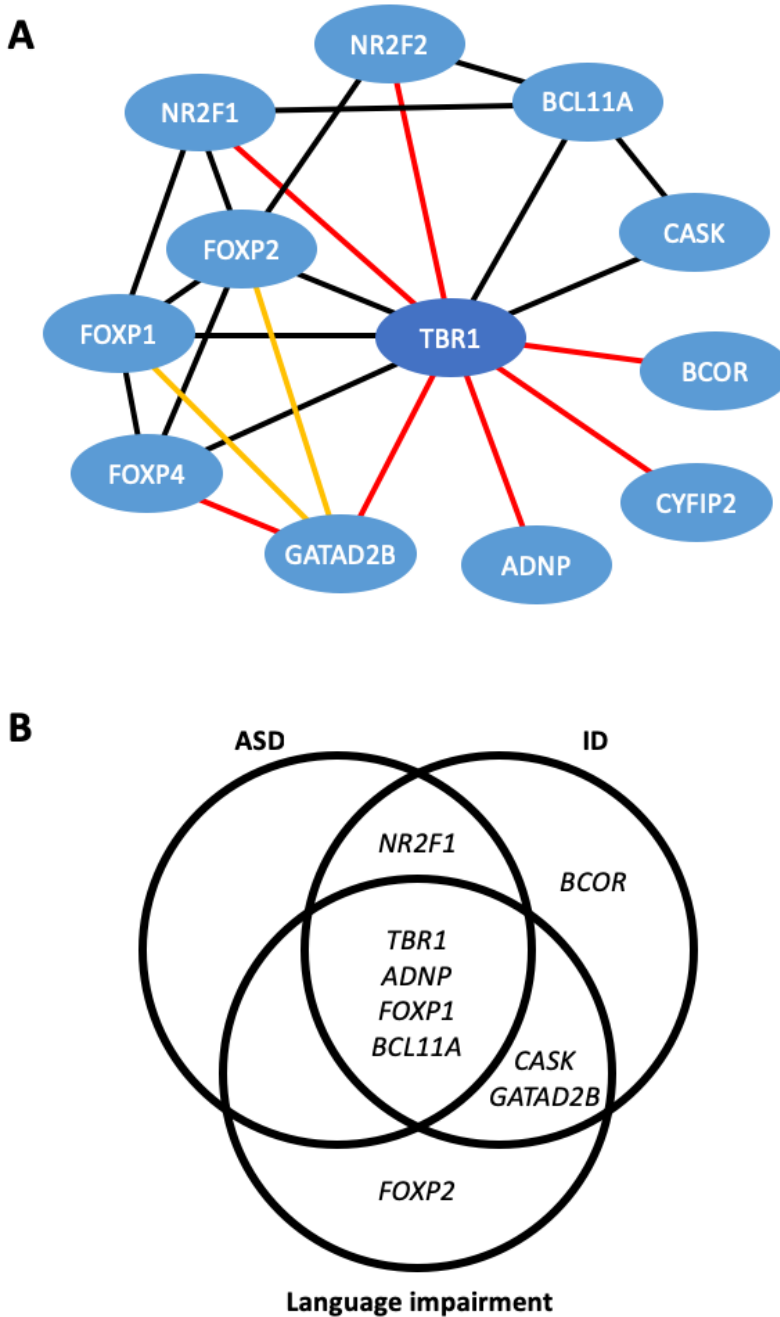 A
NR2F2
BCL11A
NR2F1
CASK
FOXP2
FOXP1
TBR1
BCOR
FOXP4
CYFIP2
GATAD2B
ADNP
B
ASD
ID
NR2F1
BCOR
TBR1
ADNP
FOXP1
BCL11A
CASK
GATAD2B
FOXP2
Language impairment